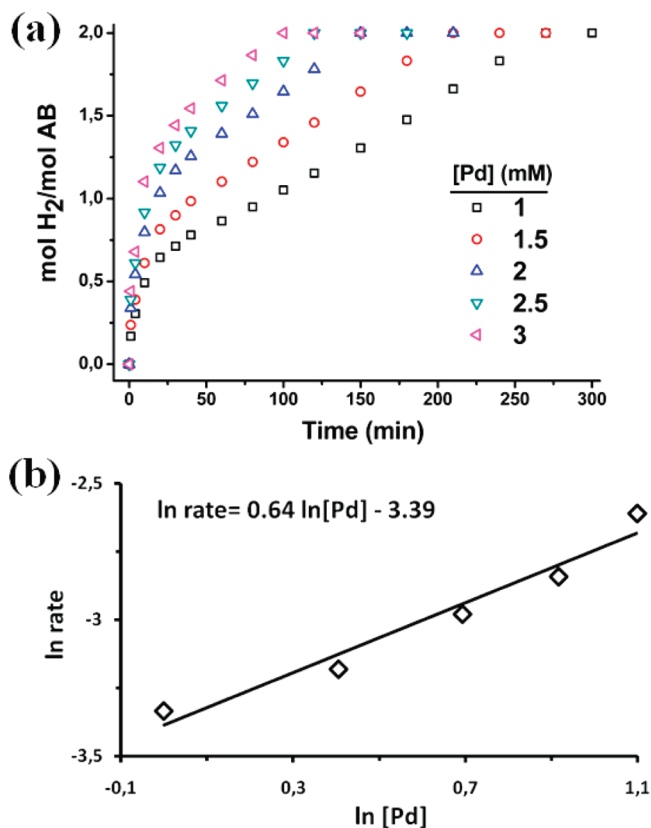 (a)
mol H2/mol AB
2,0
1,5
1,0
0,5
0,0
[Pd] (mM)
1
1.5
2
2.5
3
0 50 100 150 200 250 300
Time (min)
(b)
ln rate= 0.64 ln[Pd] - 3.39
ln rate
-2,5
-3
-3,5
-0,1 0,3 0,7 1,1
ln [Pd]